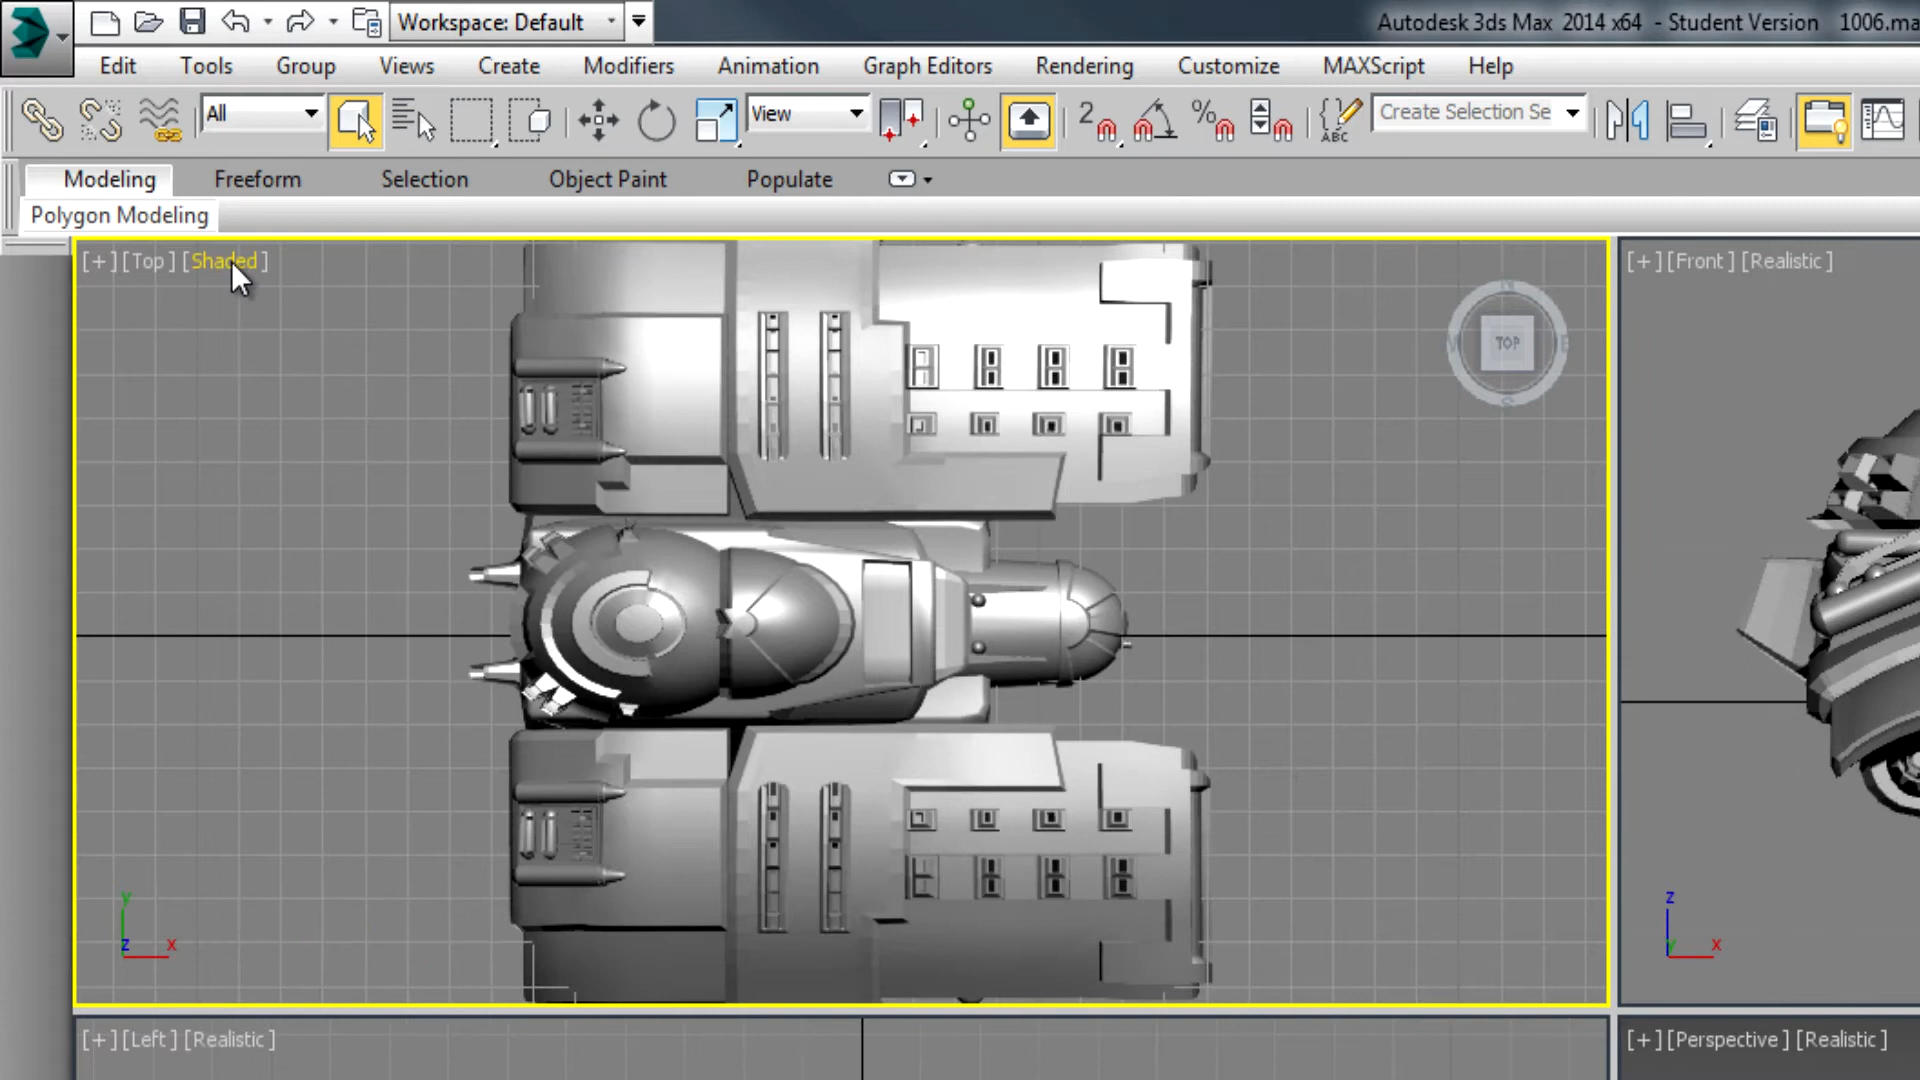 Workspace: Default
Autodesk 3ds Max 2014 x64 - Student Version 1006.ma
Edit Tools Group Views Create Modifiers Animation Graph Editors Rendering Customize MAXScript Help
All View 2 % ABC Create Selection Se
Modeling Freeform Selection Object Paint Populate
Polygon Modeling
[+][Top][Shaded]
[+][Front][Realistic]
N
TOP
E
S
y
z x
z
y x
[+][Left][Realistic]
[+][Perspective][Realistic]